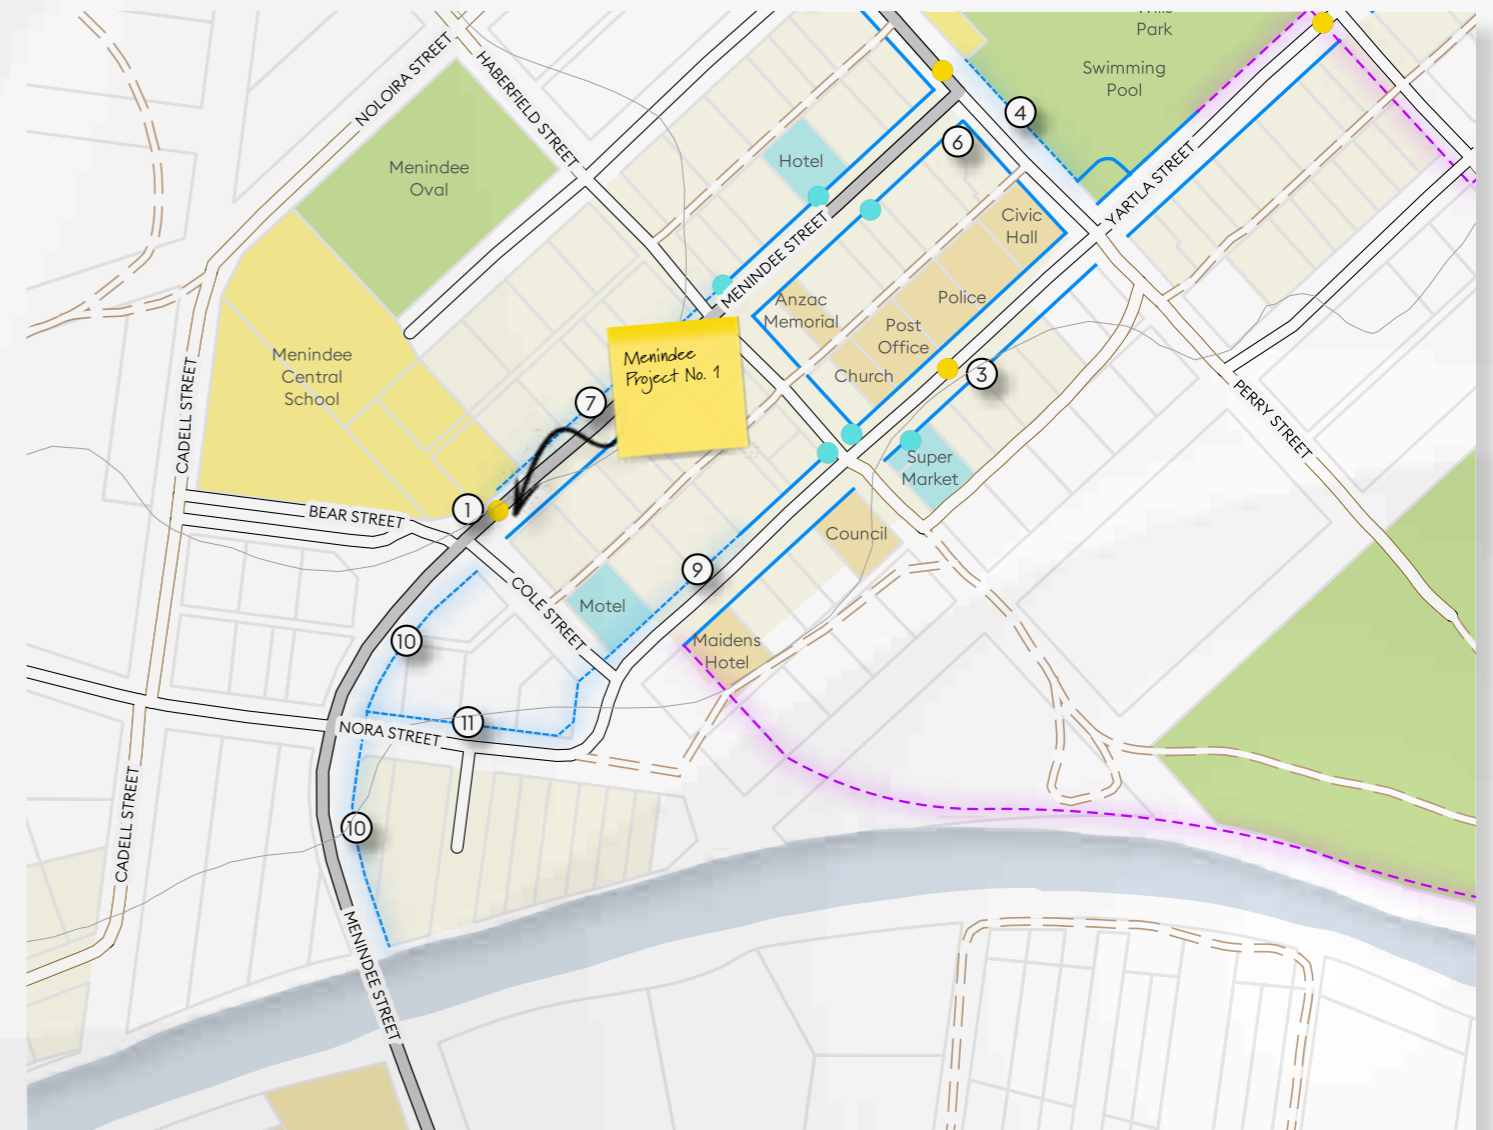 Wills
Park
Swimming
Pool
4
6
NOLOIRA STREET
HABERFIELD STREET
Menindee
Oval
Hotel
YARTLA STREET
Civic
Hall
MENINDEE STREET
Anzac
Memorial
Police
Post
Office
Church
3
Menindee
Project No. 1
Menindee
Central
School
CADELL STREET
7
PERRY STREET
Super
Market
1
BEAR STREET
Council
9
COLE STREET
Motel
10
Maidens
Hotel
11
NORA STREET
10
CADELL STREET
MENINDEE STREET